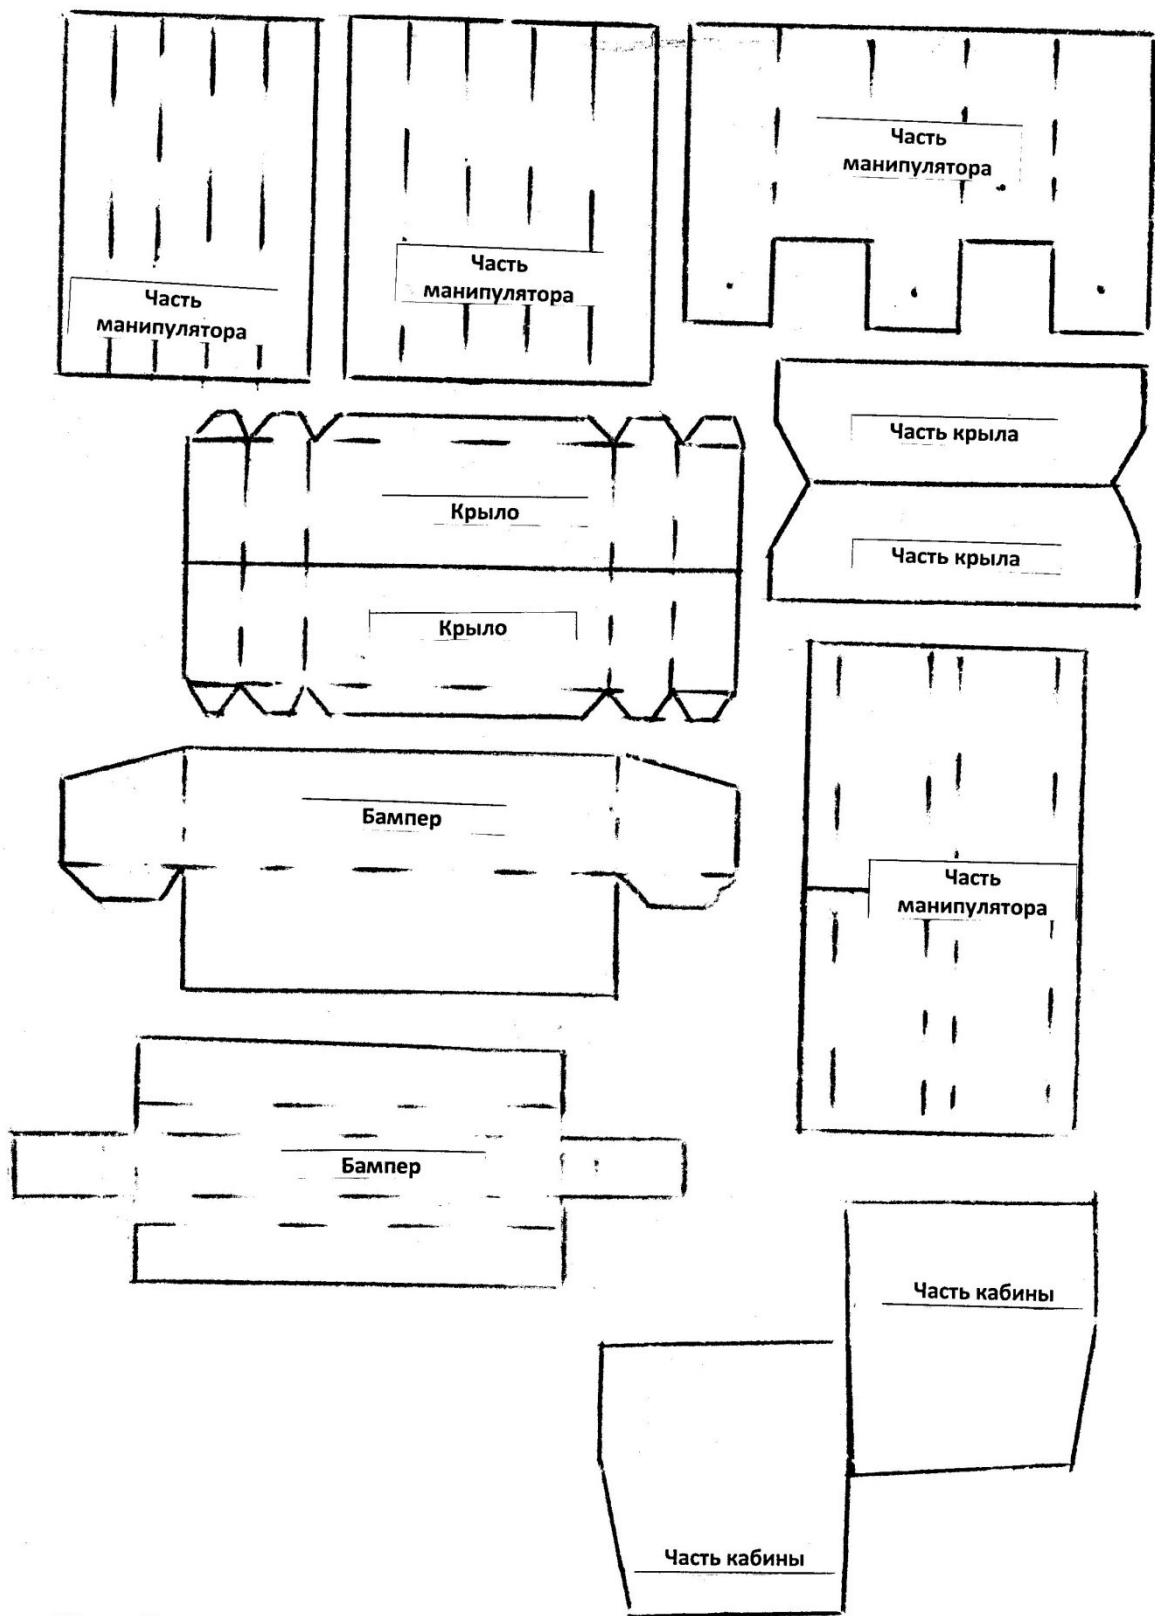 Часть
манипулятора
Часть
манипулятора
Часть
манипулятора
Часть крыла
Крыло
Часть крыла
Крыло
Бампер
Часть
манипулятора
Бампер
Часть кабины
Часть кабины